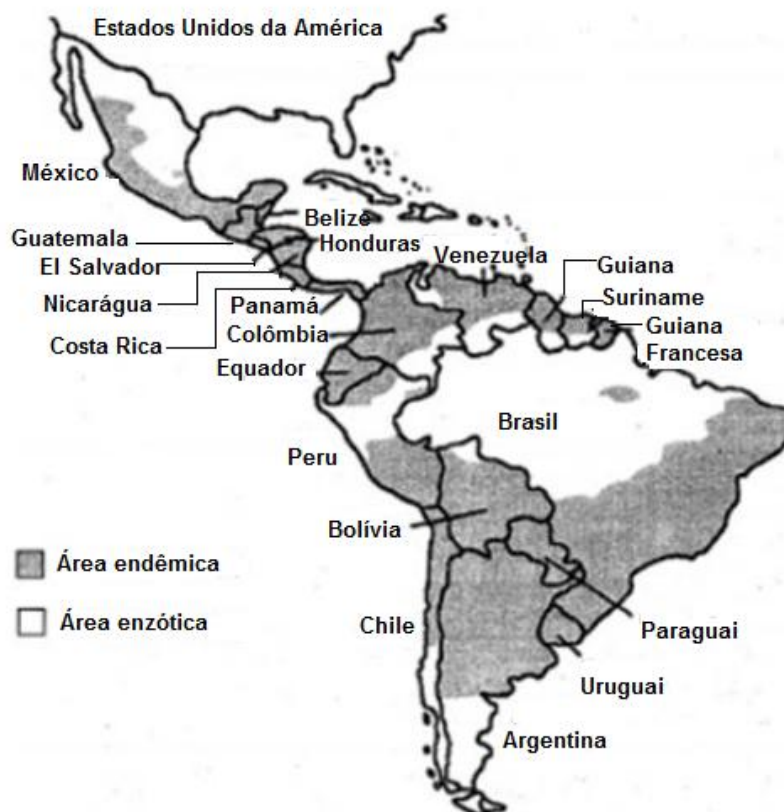 Estados Unidos da América
México
Belize
Guatemala
Honduras
El Salvador
Venezuela
Guiana
Nicarágua
Panamá
Suriname
Costa Rica
Colômbia
Guiana
Francesa
Equador
Brasil
Peru
Bolívia
Área endêmica
Área enzótica
Chile
Paraguai
Uruguai
Argentina